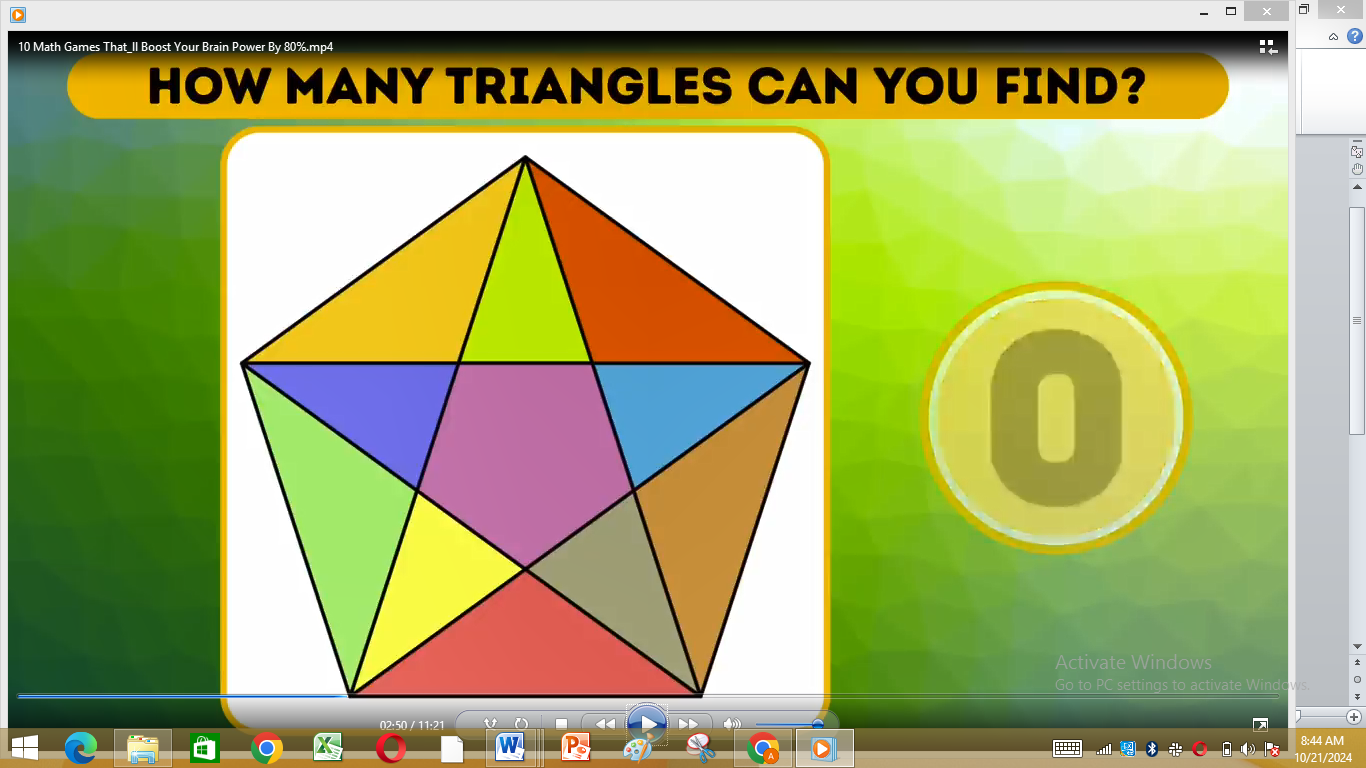 10 Math Games That_ll Boost Your Brain Power By 80%.mp4
HOW MANY TRIANGLES CAN YOU FIND?
0
Activate Windows
Go to PC settings to activate Windows.
02:50 / 11:21
8:44 AM
10/21/2024